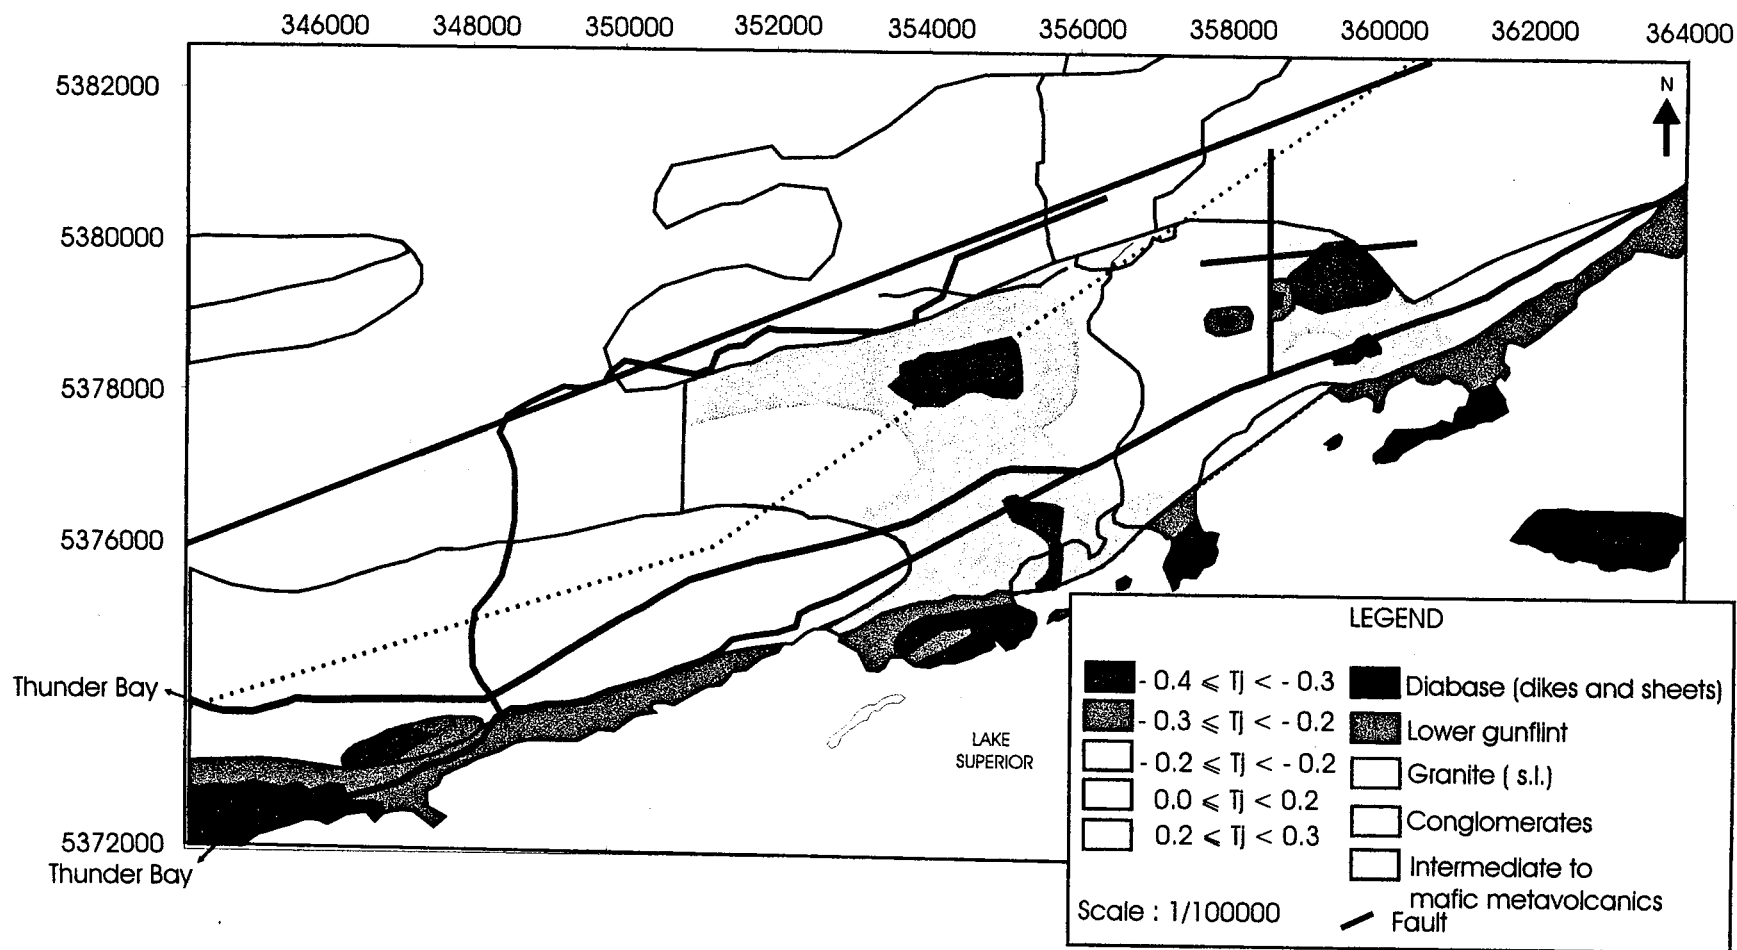 346000 348000 350000 352000 354000 356000 358000 360000 362000 364000
5382000
N
5380000
5378000
5376000
Thunder Bay
5372000
Thunder Bay
LAKE
SUPERIOR
LEGEND
- 0.4 ⩽ Tj < - 0.3
- 0.3 ⩽ Tj < - 0.2
- 0.2 ⩽ Tj < - 0.2
0.0 ⩽ Tj < 0.2
0.2 ⩽ Tj < 0.3
Diabase (dikes and sheets)
Lower gunflint
Granite ( s.l.)
Conglomerates
Intermediate to
mafic metavolcanics
Scale : 1/100000
Fault